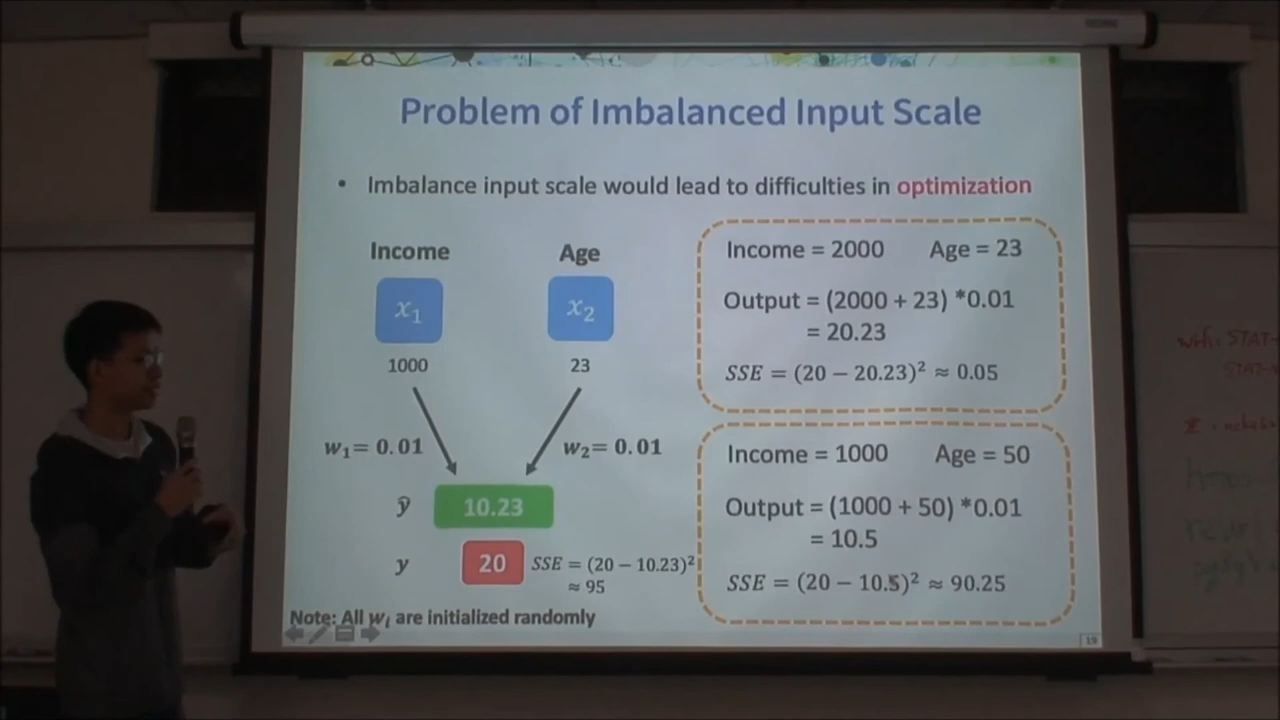 Problem of Imbalanced Input Scale
• Imbalance input scale would lead to difficulties in optimization
Income Age
x₁ x₂
1000 23
w₁= 0.01 w₂= 0.01
ŷ 10.23
y 20 SSE = (20 − 10.23)²
≈ 95
Note: All wᵢ are initialized randomly
Income = 2000 Age = 23
Output = (2000 + 23) *0.01
= 20.23
SSE = (20 − 20.23)² ≈ 0.05
Income = 1000 Age = 50
Output = (1000 + 50) *0.01
= 10.5
SSE = (20 − 10.5)² ≈ 90.25
19
STAT-
STAT-